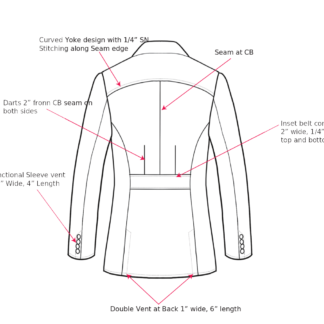 Curved Yoke design with 1/4" SN
Stitching along Seam edge
Seam at CB
Darts 2" fronn CB seam on
both sides
Inset belt cor
2" wide, 1/4"
top and botto
nctional Sleeve vent
" Wide, 4" Length
Double Vent at Back 1" wide, 6" length